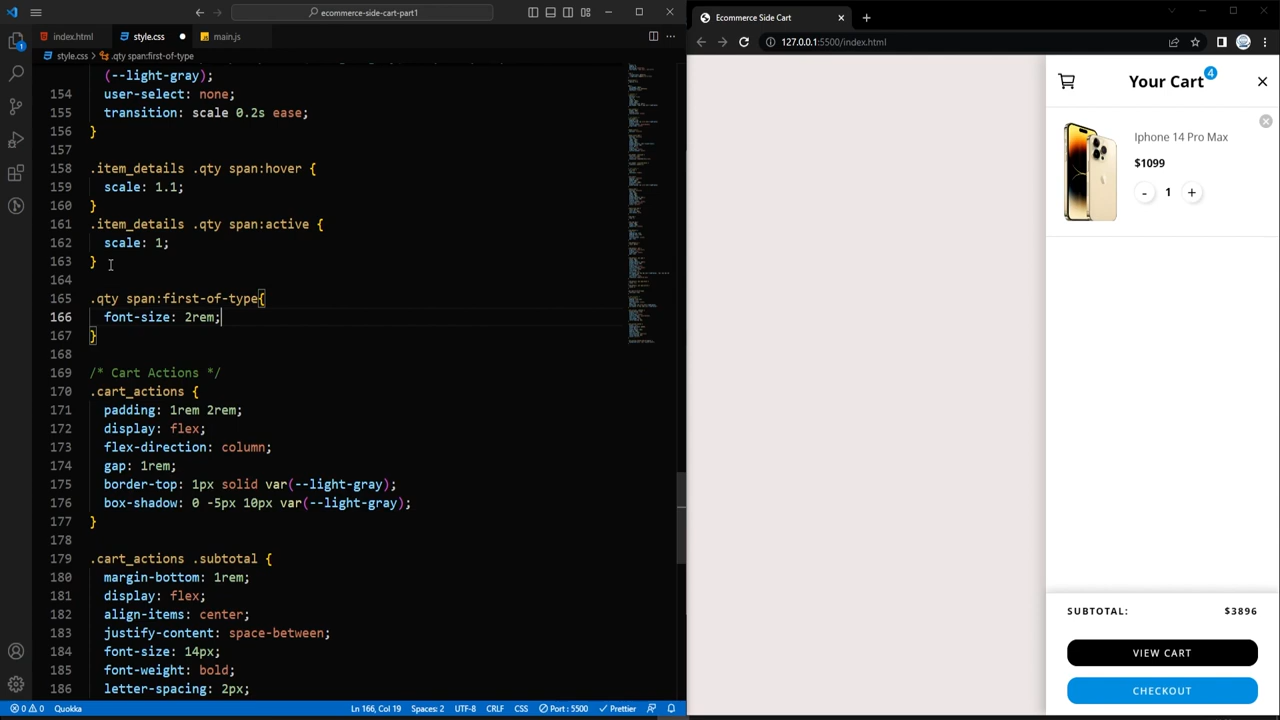 ecommerce-side-cart-part1
index.html
style.css
main.js
style.css > .qty span:first-of-type
(--light-gray);
154 user-select: none;
155 transition: scale 0.2s ease;
156 }
157
158 .item_details .qty span:hover {
159 scale: 1.1;
160 }
161 .item_details .qty span:active {
162 scale: 1;
163 }
164
165 .qty span:first-of-type{
166 font-size: 2rem;
167 }
168
169 /* Cart Actions */
170 .cart_actions {
171 padding: 1rem 2rem;
172 display: flex;
173 flex-direction: column;
174 gap: 1rem;
175 border-top: 1px solid var(--light-gray);
176 box-shadow: 0 -5px 10px var(--light-gray);
177 }
178
179 .cart_actions .subtotal {
180 margin-bottom: 1rem;
181 display: flex;
182 align-items: center;
183 justify-content: space-between;
184 font-size: 14px;
185 font-weight: bold;
186 letter-spacing: 2px;
0 0 Quokka Ln 166, Col 19 Spaces: 2 UTF-8 CRLF CSS Port : 5500 Prettier
Ecommerce Side Cart
127.0.0.1:5500/index.html
Your Cart 4
Iphone 14 Pro Max
$1099
- 1 +
SUBTOTAL: $3896
VIEW CART
CHECKOUT